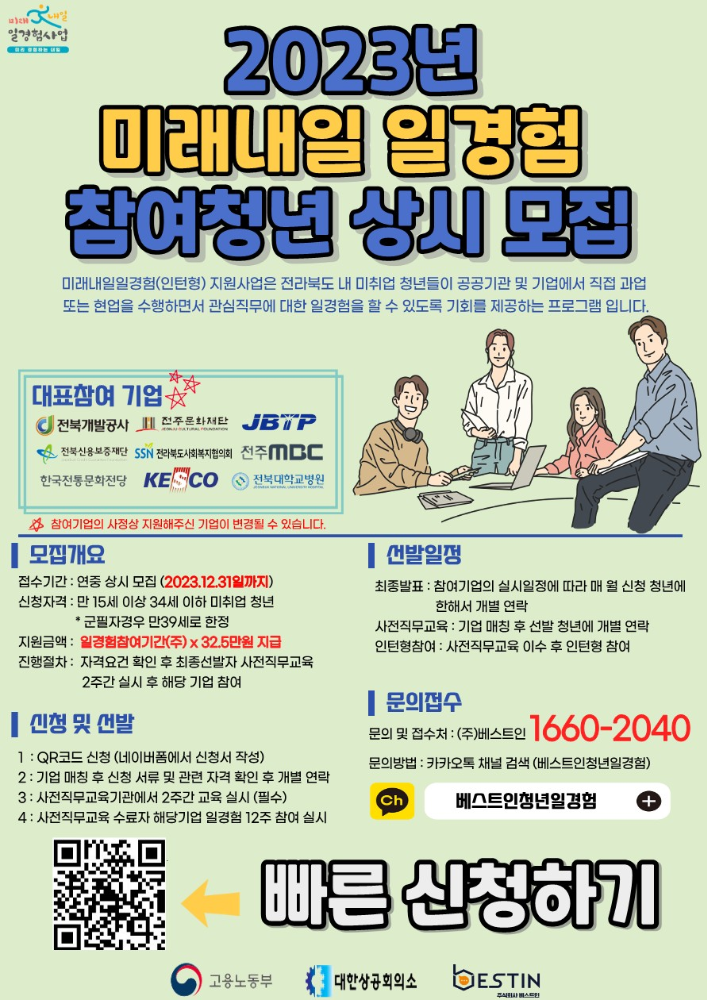 미래내일
일경험사업
2023년
미래내일 일경험
참여청년 상시 모집
미래내일일경험(인턴형) 지원사업은 전라북도 내 미취업 청년들이 공공기관 및 기업에서 직접 과업
또는 현업을 수행하면서 관심직무에 대한 일경험을 할 수 있도록 기회를 제공하는 프로그램 입니다.
대표참여 기업
전북개발공사 전주문화재단 JBTP
전북신용보증재단 SSN 전라북도사회복지협의회 전주MBC
한국전통문화전당 KESCO 전북대학교병원
참여기업의 사정상 지원해주신 기업이 변경될 수 있습니다.
모집개요
접수기간 : 연중 상시 모집 (2023.12.31일까지)
신청자격 : 만 15세 이상 34세 이하 미취업 청년
* 군필자경우 만39세로 한정
지원금액 : 일경험참여기간(주) x 32.5만원 지급
진행절차 : 자격요건 확인 후 최종선발자 사전직무교육
2주간 실시 후 해당 기업 참여
신청 및 선발
1 : QR코드 신청 (네이버폼에서 신청서 작성)
2 : 기업 매칭 후 신청 서류 및 관련 자격 확인 후 개별 연락
3 : 사전직무교육기관에서 2주간 교육 실시 (필수)
4 : 사전직무교육 수료자 해당기업 일경험 12주 참여 실시
선발일정
최종발표 : 참여기업의 실시일정에 따라 매 월 신청 청년에
한해서 개별 연락
사전직무교육 : 기업 매칭 후 선발 청년에 개별 연락
인턴형참여 : 사전직무교육 이수 후 인턴형 참여
문의접수
문의 및 접수처 : (주)베스트인 1660-2040
문의방법 : 카카오톡 채널 검색 (베스트인청년일경험)
Ch 베스트인청년일경험 +
빠른 신청하기
고용노동부 대한상공회의소 BESTIN
주식회사 베스트인